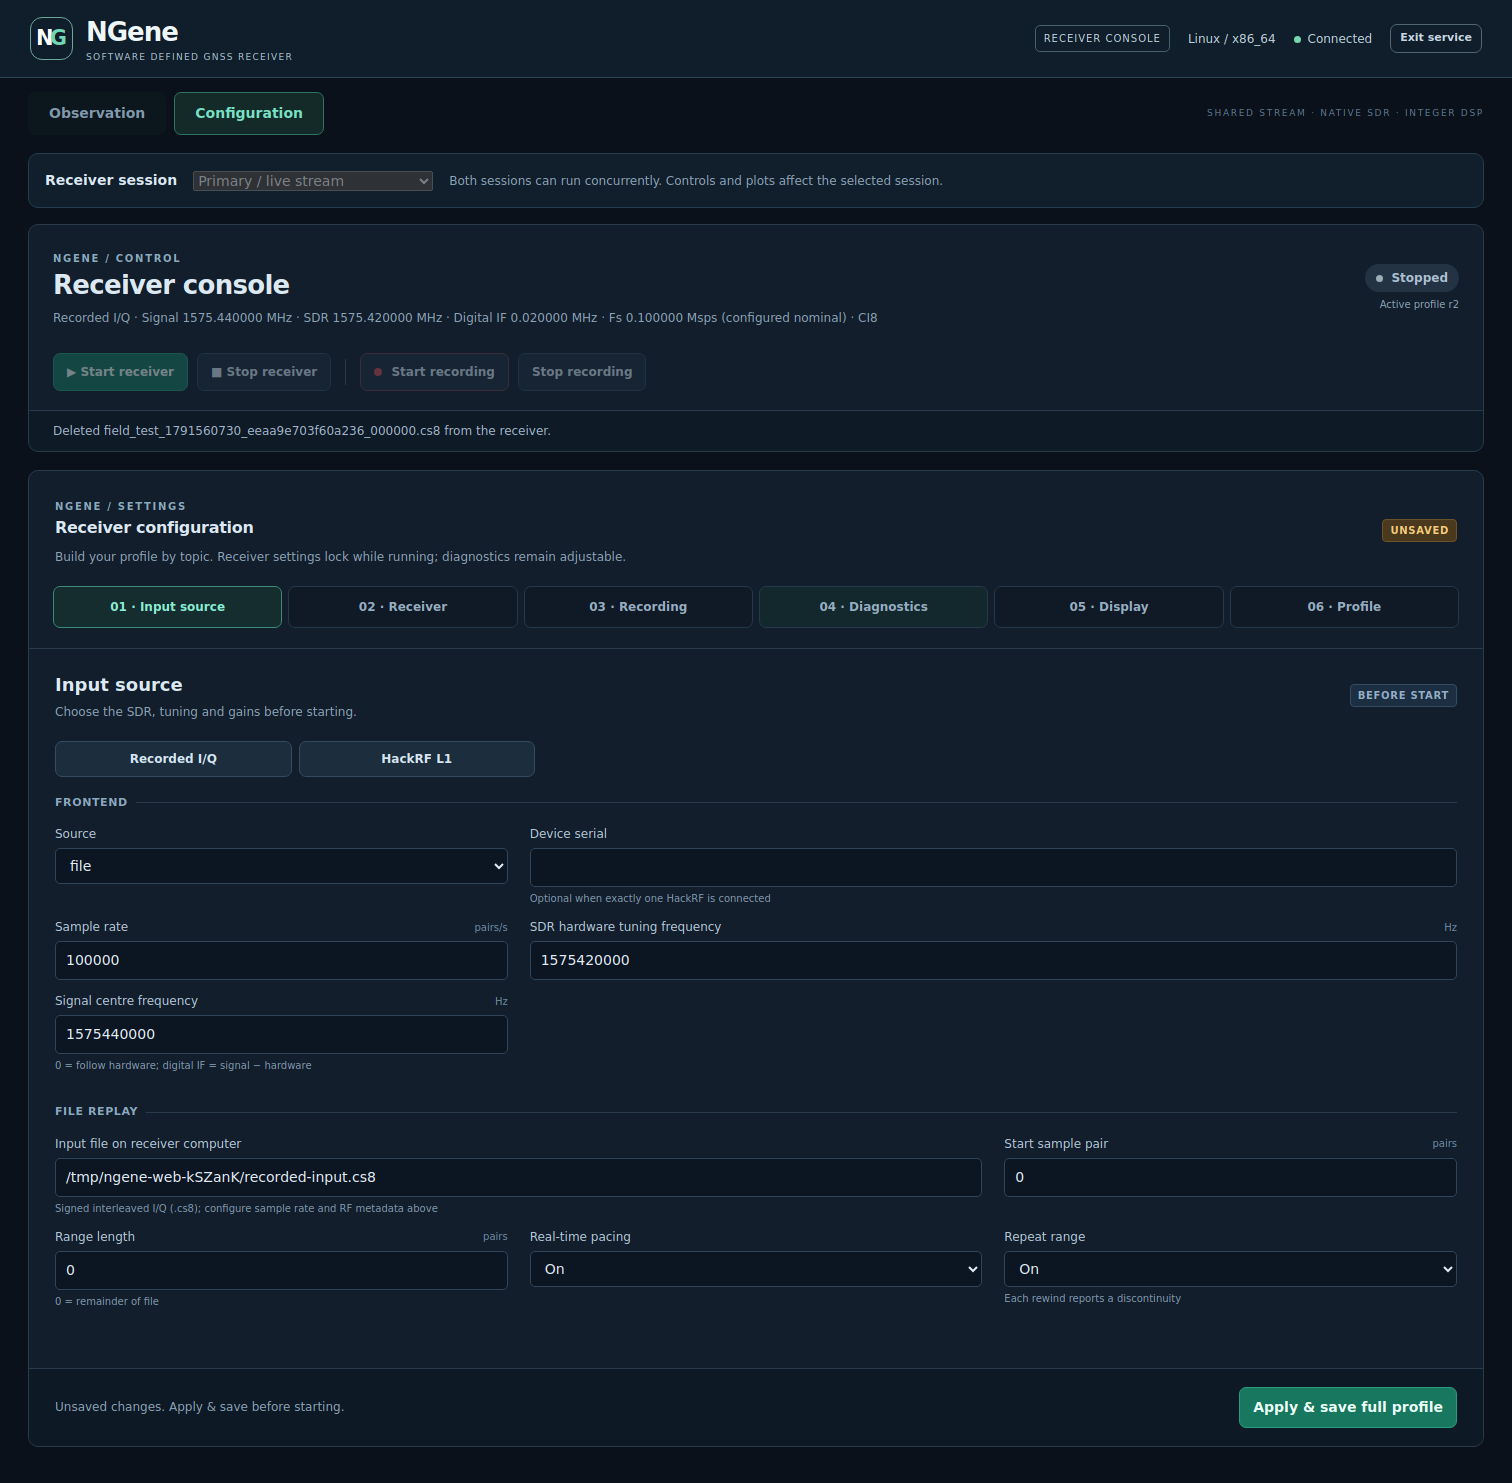 NG NGene
SOFTWARE DEFINED GNSS RECEIVER
RECEIVER CONSOLE Linux / x86_64 Connected Exit service
Observation Configuration
SHARED STREAM · NATIVE SDR · INTEGER DSP
Receiver session Primary / live stream Both sessions can run concurrently. Controls and plots affect the selected session.
NGENE / CONTROL
Receiver console
Recorded I/Q · Signal 1575.440000 MHz · SDR 1575.420000 MHz · Digital IF 0.020000 MHz · Fs 0.100000 Msps (configured nominal) · CI8
Stopped
Active profile r2
▶ Start receiver ■ Stop receiver Start recording Stop recording
Deleted field_test_1791560730_eeaa9e703f60a236_000000.cs8 from the receiver.
NGENE / SETTINGS
Receiver configuration
Build your profile by topic. Receiver settings lock while running; diagnostics remain adjustable.
UNSAVED
01 · Input source 02 · Receiver 03 · Recording 04 · Diagnostics 05 · Display 06 · Profile
Input source
Choose the SDR, tuning and gains before starting.
BEFORE START
Recorded I/Q HackRF L1
FRONTEND
Source Device serial
file
Optional when exactly one HackRF is connected
Sample rate pairs/s SDR hardware tuning frequency Hz
100000 1575420000
Signal centre frequency Hz
1575440000
0 = follow hardware; digital IF = signal − hardware
FILE REPLAY
Input file on receiver computer Start sample pair pairs
/tmp/ngene-web-kSZanK/recorded-input.cs8 0
Signed interleaved I/Q (.cs8); configure sample rate and RF metadata above
Range length pairs Real-time pacing Repeat range
0 On On
0 = remainder of file Each rewind reports a discontinuity
Unsaved changes. Apply & save before starting. Apply & save full profile